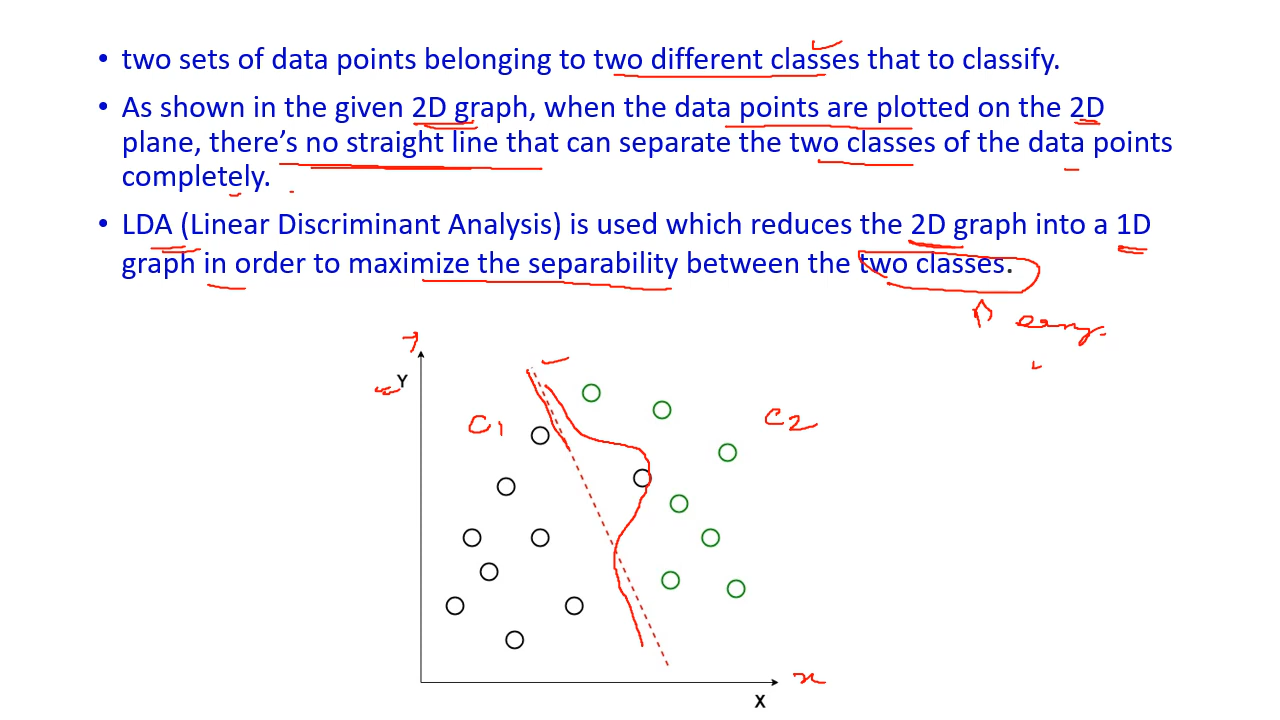 • two sets of data points belonging to two different classes that to classify.
• As shown in the given 2D graph, when the data points are plotted on the 2D
plane, there's no straight line that can separate the two classes of the data points
completely.
• LDA (Linear Discriminant Analysis) is used which reduces the 2D graph into a 1D
graph in order to maximize the separability between the two classes.
Y
C1
C2
x
X